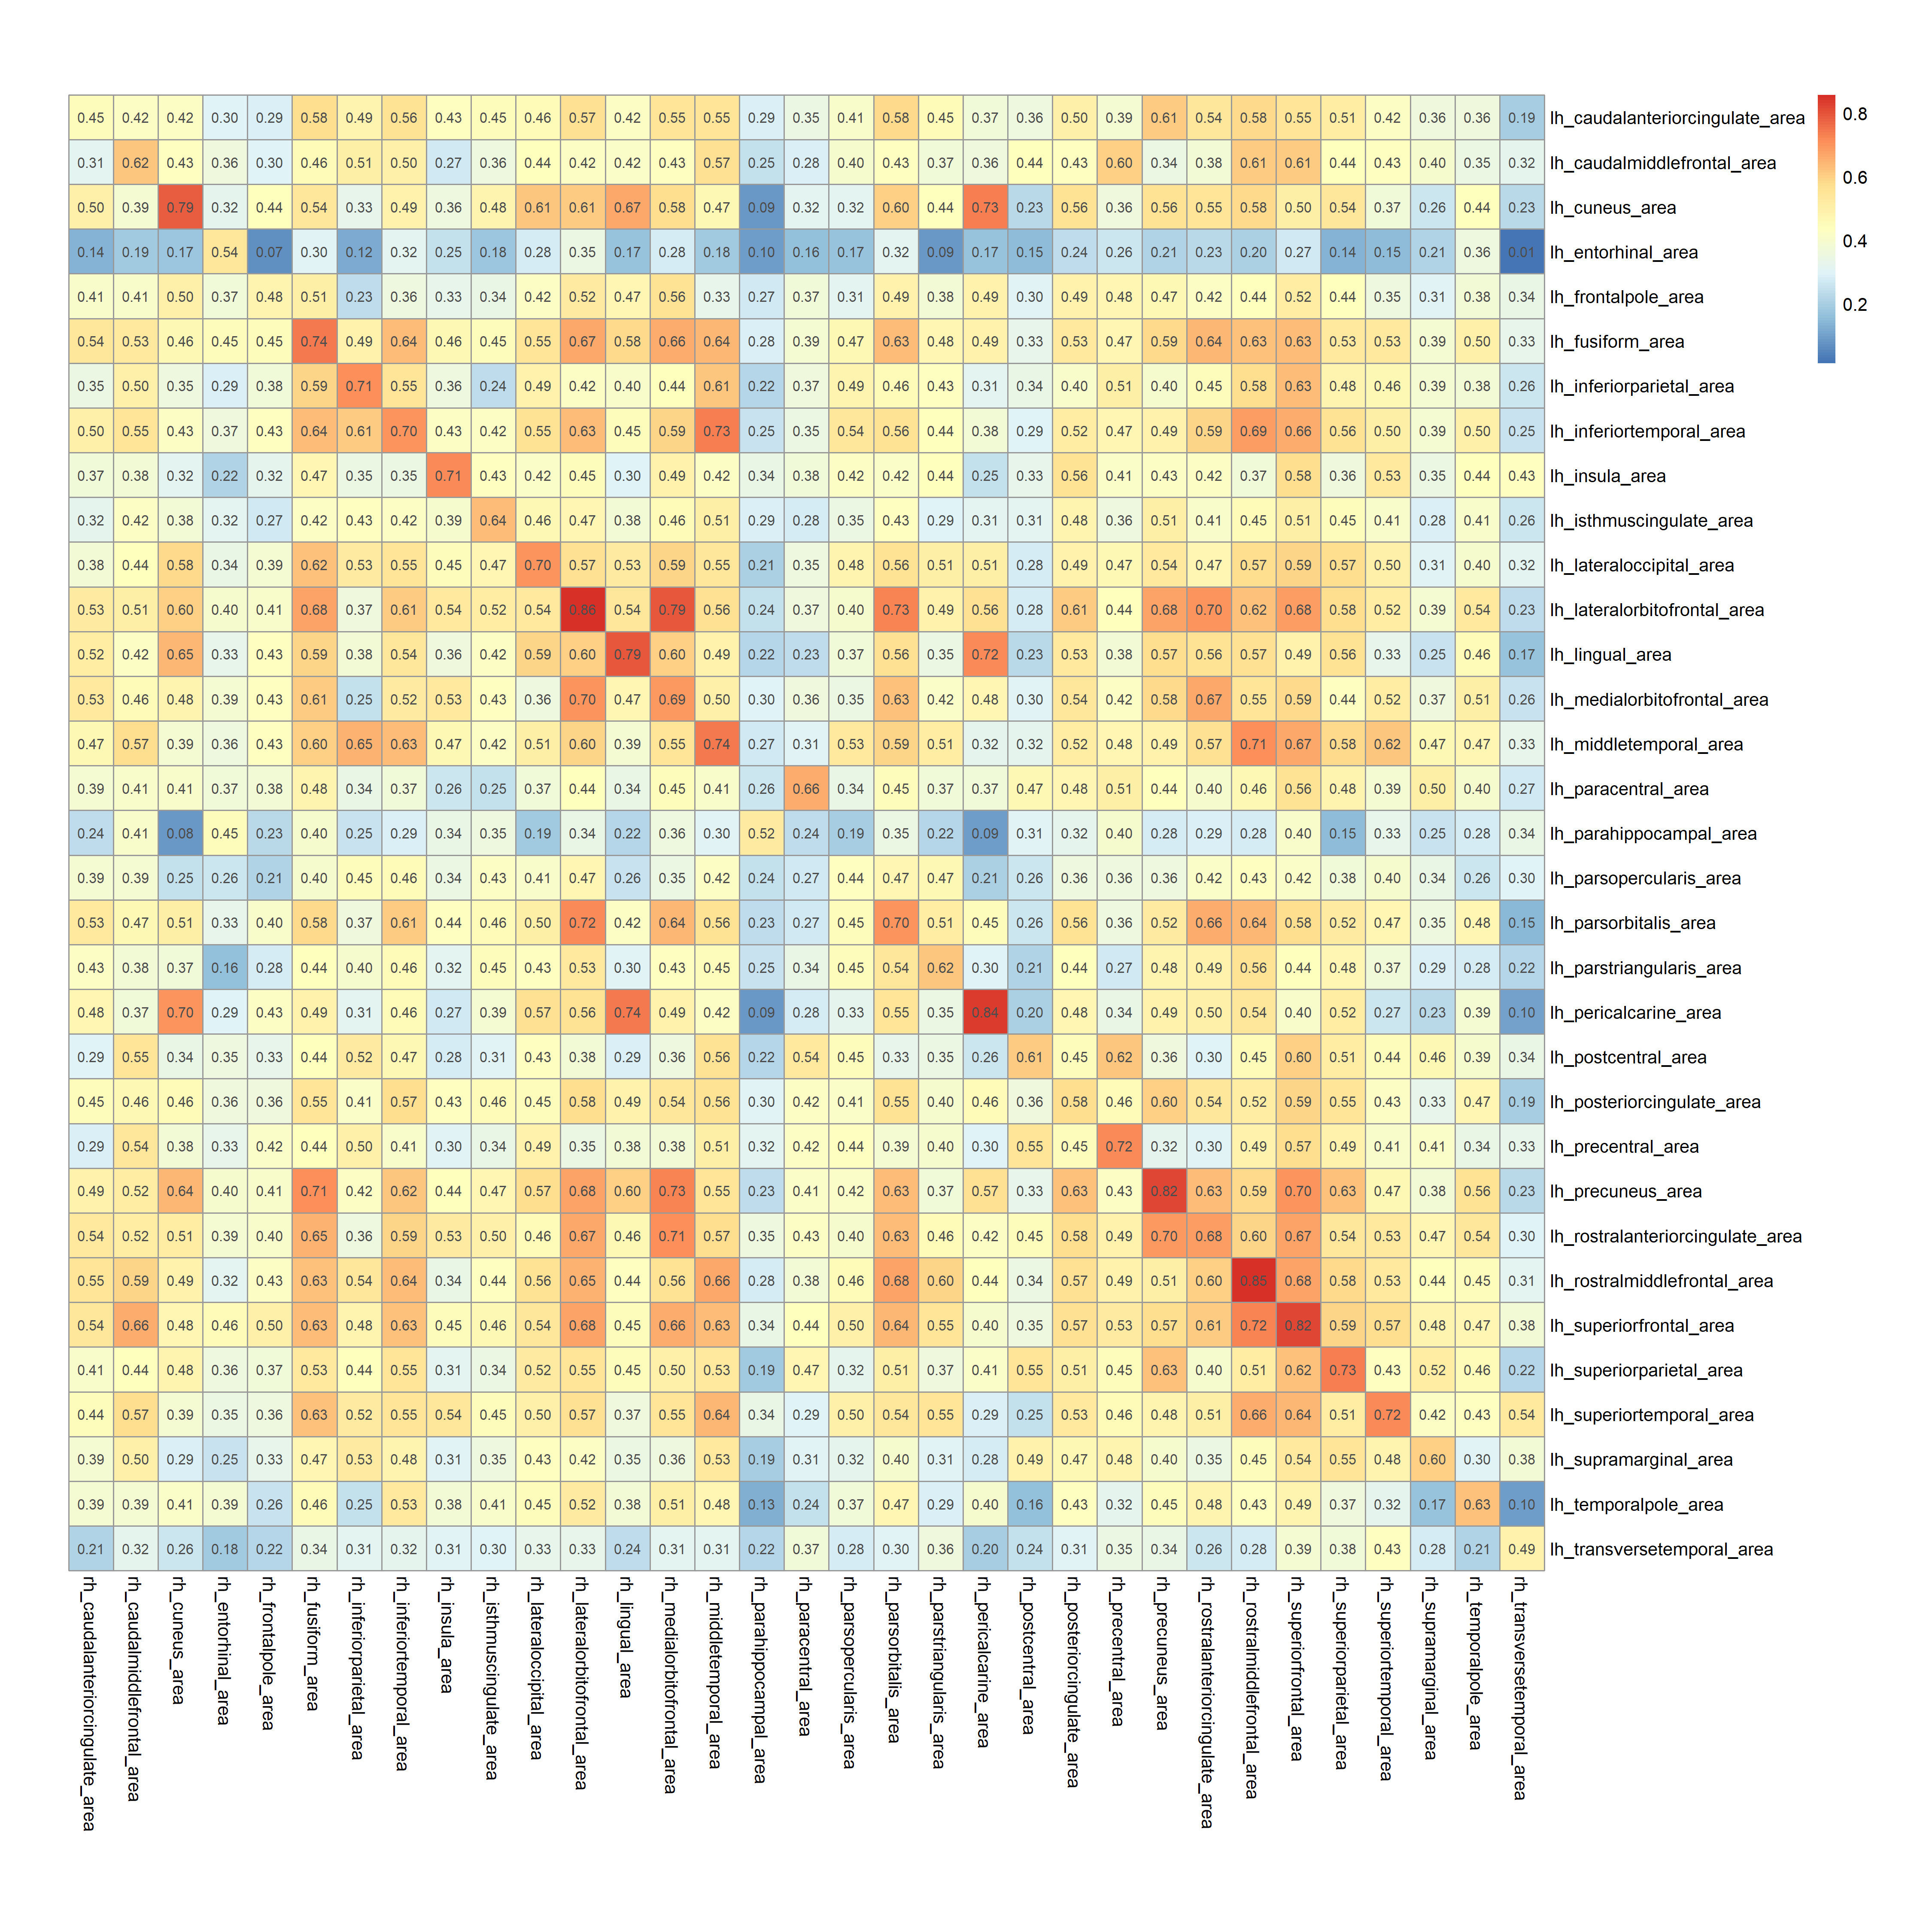 0.45 0.42 0.42 0.30 0.29 0.58 0.49 0.56 0.43 0.45 0.46 0.57 0.42 0.55 0.55 0.29 0.35 0.41 0.58 0.45 0.37 0.36 0.50 0.39 0.61 0.54 0.58 0.55 0.51 0.42 0.36 0.36 0.19 lh_caudalanteriorcingulate_area
0.31 0.62 0.43 0.36 0.30 0.46 0.51 0.50 0.27 0.36 0.44 0.42 0.42 0.43 0.57 0.25 0.28 0.40 0.43 0.37 0.36 0.44 0.43 0.60 0.34 0.38 0.61 0.61 0.44 0.43 0.40 0.35 0.32 lh_caudalmiddlefrontal_area
0.50 0.39 0.79 0.32 0.44 0.54 0.33 0.49 0.36 0.48 0.61 0.61 0.67 0.58 0.47 0.09 0.32 0.32 0.60 0.44 0.73 0.23 0.56 0.36 0.56 0.55 0.58 0.50 0.54 0.37 0.26 0.44 0.23 lh_cuneus_area
0.14 0.19 0.17 0.54 0.07 0.30 0.12 0.32 0.25 0.18 0.28 0.35 0.17 0.28 0.18 0.10 0.16 0.17 0.32 0.09 0.17 0.15 0.24 0.26 0.21 0.23 0.20 0.27 0.14 0.15 0.21 0.36 0.01 lh_entorhinal_area
0.41 0.41 0.50 0.37 0.48 0.51 0.23 0.36 0.33 0.34 0.42 0.52 0.47 0.56 0.33 0.27 0.37 0.31 0.49 0.38 0.49 0.30 0.49 0.48 0.47 0.42 0.44 0.52 0.44 0.35 0.31 0.38 0.34 lh_frontalpole_area
0.54 0.53 0.46 0.45 0.45 0.74 0.49 0.64 0.46 0.45 0.55 0.67 0.58 0.66 0.64 0.28 0.39 0.47 0.63 0.48 0.49 0.33 0.53 0.47 0.59 0.64 0.63 0.63 0.53 0.53 0.39 0.50 0.33 lh_fusiform_area
0.35 0.50 0.35 0.29 0.38 0.59 0.71 0.55 0.36 0.24 0.49 0.42 0.40 0.44 0.61 0.22 0.37 0.49 0.46 0.43 0.31 0.34 0.40 0.51 0.40 0.45 0.58 0.63 0.48 0.46 0.39 0.38 0.26 lh_inferiorparietal_area
0.50 0.55 0.43 0.37 0.43 0.64 0.61 0.70 0.43 0.42 0.55 0.63 0.45 0.59 0.73 0.25 0.35 0.54 0.56 0.44 0.38 0.29 0.52 0.47 0.49 0.59 0.69 0.66 0.56 0.50 0.39 0.50 0.25 lh_inferiortemporal_area
0.37 0.38 0.32 0.22 0.32 0.47 0.35 0.35 0.71 0.43 0.42 0.45 0.30 0.49 0.42 0.34 0.38 0.42 0.42 0.44 0.25 0.33 0.56 0.41 0.43 0.42 0.37 0.58 0.36 0.53 0.35 0.44 0.43 lh_insula_area
0.32 0.42 0.38 0.32 0.27 0.42 0.43 0.42 0.39 0.64 0.46 0.47 0.38 0.46 0.51 0.29 0.28 0.35 0.43 0.29 0.31 0.31 0.48 0.36 0.51 0.41 0.45 0.51 0.45 0.41 0.28 0.41 0.26 lh_isthmuscingulate_area
0.38 0.44 0.58 0.34 0.39 0.62 0.53 0.55 0.45 0.47 0.70 0.57 0.53 0.59 0.55 0.21 0.35 0.48 0.56 0.51 0.51 0.28 0.49 0.47 0.54 0.47 0.57 0.59 0.57 0.50 0.31 0.40 0.32 lh_lateraloccipital_area
0.53 0.51 0.60 0.40 0.41 0.68 0.37 0.61 0.54 0.52 0.54 0.86 0.54 0.79 0.56 0.24 0.37 0.40 0.73 0.49 0.56 0.28 0.61 0.44 0.68 0.70 0.62 0.68 0.58 0.52 0.39 0.54 0.23 lh_lateralorbitofrontal_area
0.52 0.42 0.65 0.33 0.43 0.59 0.38 0.54 0.36 0.42 0.59 0.60 0.79 0.60 0.49 0.22 0.23 0.37 0.56 0.35 0.72 0.23 0.53 0.38 0.57 0.56 0.57 0.49 0.56 0.33 0.25 0.46 0.17 lh_lingual_area
0.53 0.46 0.48 0.39 0.43 0.61 0.25 0.52 0.53 0.43 0.36 0.70 0.47 0.69 0.50 0.30 0.36 0.35 0.63 0.42 0.48 0.30 0.54 0.42 0.58 0.67 0.55 0.59 0.44 0.52 0.37 0.51 0.26 lh_medialorbitofrontal_area
0.47 0.57 0.39 0.36 0.43 0.60 0.65 0.63 0.47 0.42 0.51 0.60 0.39 0.55 0.74 0.27 0.31 0.53 0.59 0.51 0.32 0.32 0.52 0.48 0.49 0.57 0.71 0.67 0.58 0.62 0.47 0.47 0.33 lh_middletemporal_area
0.39 0.41 0.41 0.37 0.38 0.48 0.34 0.37 0.26 0.25 0.37 0.44 0.34 0.45 0.41 0.26 0.66 0.34 0.45 0.37 0.37 0.47 0.48 0.51 0.44 0.40 0.46 0.56 0.48 0.39 0.50 0.40 0.27 lh_paracentral_area
0.24 0.41 0.08 0.45 0.23 0.40 0.25 0.29 0.34 0.35 0.19 0.34 0.22 0.36 0.30 0.52 0.24 0.19 0.35 0.22 0.09 0.31 0.32 0.40 0.28 0.29 0.28 0.40 0.15 0.33 0.25 0.28 0.34 lh_parahippocampal_area
0.39 0.39 0.25 0.26 0.21 0.40 0.45 0.46 0.34 0.43 0.41 0.47 0.26 0.35 0.42 0.24 0.27 0.44 0.47 0.47 0.21 0.26 0.36 0.36 0.36 0.42 0.43 0.42 0.38 0.40 0.34 0.26 0.30 lh_parsopercularis_area
0.53 0.47 0.51 0.33 0.40 0.58 0.37 0.61 0.44 0.46 0.50 0.72 0.42 0.64 0.56 0.23 0.27 0.45 0.70 0.51 0.45 0.26 0.56 0.36 0.52 0.66 0.64 0.58 0.52 0.47 0.35 0.48 0.15 lh_parsorbitalis_area
0.43 0.38 0.37 0.16 0.28 0.44 0.40 0.46 0.32 0.45 0.43 0.53 0.30 0.43 0.45 0.25 0.34 0.45 0.54 0.62 0.30 0.21 0.44 0.27 0.48 0.49 0.56 0.44 0.48 0.37 0.29 0.28 0.22 lh_parstriangularis_area
0.48 0.37 0.70 0.29 0.43 0.49 0.31 0.46 0.27 0.39 0.57 0.56 0.74 0.49 0.42 0.09 0.28 0.33 0.55 0.35 0.84 0.20 0.48 0.34 0.49 0.50 0.54 0.40 0.52 0.27 0.23 0.39 0.10 lh_pericalcarine_area
0.29 0.55 0.34 0.35 0.33 0.44 0.52 0.47 0.28 0.31 0.43 0.38 0.29 0.36 0.56 0.22 0.54 0.45 0.33 0.35 0.26 0.61 0.45 0.62 0.36 0.30 0.45 0.60 0.51 0.44 0.46 0.39 0.34 lh_postcentral_area
0.45 0.46 0.46 0.36 0.36 0.55 0.41 0.57 0.43 0.46 0.45 0.58 0.49 0.54 0.56 0.30 0.42 0.41 0.55 0.40 0.46 0.36 0.58 0.46 0.60 0.54 0.52 0.59 0.55 0.43 0.33 0.47 0.19 lh_posteriorcingulate_area
0.29 0.54 0.38 0.33 0.42 0.44 0.50 0.41 0.30 0.34 0.49 0.35 0.38 0.38 0.51 0.32 0.42 0.44 0.39 0.40 0.30 0.55 0.45 0.72 0.32 0.30 0.49 0.57 0.49 0.41 0.41 0.34 0.33 lh_precentral_area
0.49 0.52 0.64 0.40 0.41 0.71 0.42 0.62 0.44 0.47 0.57 0.68 0.60 0.73 0.55 0.23 0.41 0.42 0.63 0.37 0.57 0.33 0.63 0.43 0.82 0.63 0.59 0.70 0.63 0.47 0.38 0.56 0.23 lh_precuneus_area
0.54 0.52 0.51 0.39 0.40 0.65 0.36 0.59 0.53 0.50 0.46 0.67 0.46 0.71 0.57 0.35 0.43 0.40 0.63 0.46 0.42 0.45 0.58 0.49 0.70 0.68 0.60 0.67 0.54 0.53 0.47 0.54 0.30 lh_rostralanteriorcingulate_area
0.55 0.59 0.49 0.32 0.43 0.63 0.54 0.64 0.34 0.44 0.56 0.65 0.44 0.56 0.66 0.28 0.38 0.46 0.68 0.60 0.44 0.34 0.57 0.49 0.51 0.60 0.85 0.68 0.58 0.53 0.44 0.45 0.31 lh_rostralmiddlefrontal_area
0.54 0.66 0.48 0.46 0.50 0.63 0.48 0.63 0.45 0.46 0.54 0.68 0.45 0.66 0.63 0.34 0.44 0.50 0.64 0.55 0.40 0.35 0.57 0.53 0.57 0.61 0.72 0.82 0.59 0.57 0.48 0.47 0.38 lh_superiorfrontal_area
0.41 0.44 0.48 0.36 0.37 0.53 0.44 0.55 0.31 0.34 0.52 0.55 0.45 0.50 0.53 0.19 0.47 0.32 0.51 0.37 0.41 0.55 0.51 0.45 0.63 0.40 0.51 0.62 0.73 0.43 0.52 0.46 0.22 lh_superiorparietal_area
0.44 0.57 0.39 0.35 0.36 0.63 0.52 0.55 0.54 0.45 0.50 0.57 0.37 0.55 0.64 0.34 0.29 0.50 0.54 0.55 0.29 0.25 0.53 0.46 0.48 0.51 0.66 0.64 0.51 0.72 0.42 0.43 0.54 lh_superiortemporal_area
0.39 0.50 0.29 0.25 0.33 0.47 0.53 0.48 0.31 0.35 0.43 0.42 0.35 0.36 0.53 0.19 0.31 0.32 0.40 0.31 0.28 0.49 0.47 0.48 0.40 0.35 0.45 0.54 0.55 0.48 0.60 0.30 0.38 lh_supramarginal_area
0.39 0.39 0.41 0.39 0.26 0.46 0.25 0.53 0.38 0.41 0.45 0.52 0.38 0.51 0.48 0.13 0.24 0.37 0.47 0.29 0.40 0.16 0.43 0.32 0.45 0.48 0.43 0.49 0.37 0.32 0.17 0.63 0.10 lh_temporalpole_area
0.21 0.32 0.26 0.18 0.22 0.34 0.31 0.32 0.31 0.30 0.33 0.33 0.24 0.31 0.31 0.22 0.37 0.28 0.30 0.36 0.20 0.24 0.31 0.35 0.34 0.26 0.28 0.39 0.38 0.43 0.28 0.21 0.49 lh_transversetemporal_area
rh_caudalanteriorcingulate_area
rh_caudalmiddlefrontal_area
rh_cuneus_area
rh_entorhinal_area
rh_frontalpole_area
rh_fusiform_area
rh_inferiorparietal_area
rh_inferiortemporal_area
rh_insula_area
rh_isthmuscingulate_area
rh_lateraloccipital_area
rh_lateralorbitofrontal_area
rh_lingual_area
rh_medialorbitofrontal_area
rh_middletemporal_area
rh_parahippocampal_area
rh_paracentral_area
rh_parsopercularis_area
rh_parsorbitalis_area
rh_parstriangularis_area
rh_pericalcarine_area
rh_postcentral_area
rh_posteriorcingulate_area
rh_precentral_area
rh_precuneus_area
rh_rostralanteriorcingulate_area
rh_rostralmiddlefrontal_area
rh_superiorfrontal_area
rh_superiorparietal_area
rh_superiortemporal_area
rh_supramarginal_area
rh_temporalpole_area
rh_transversetemporal_area
0.8
0.6
0.4
0.2